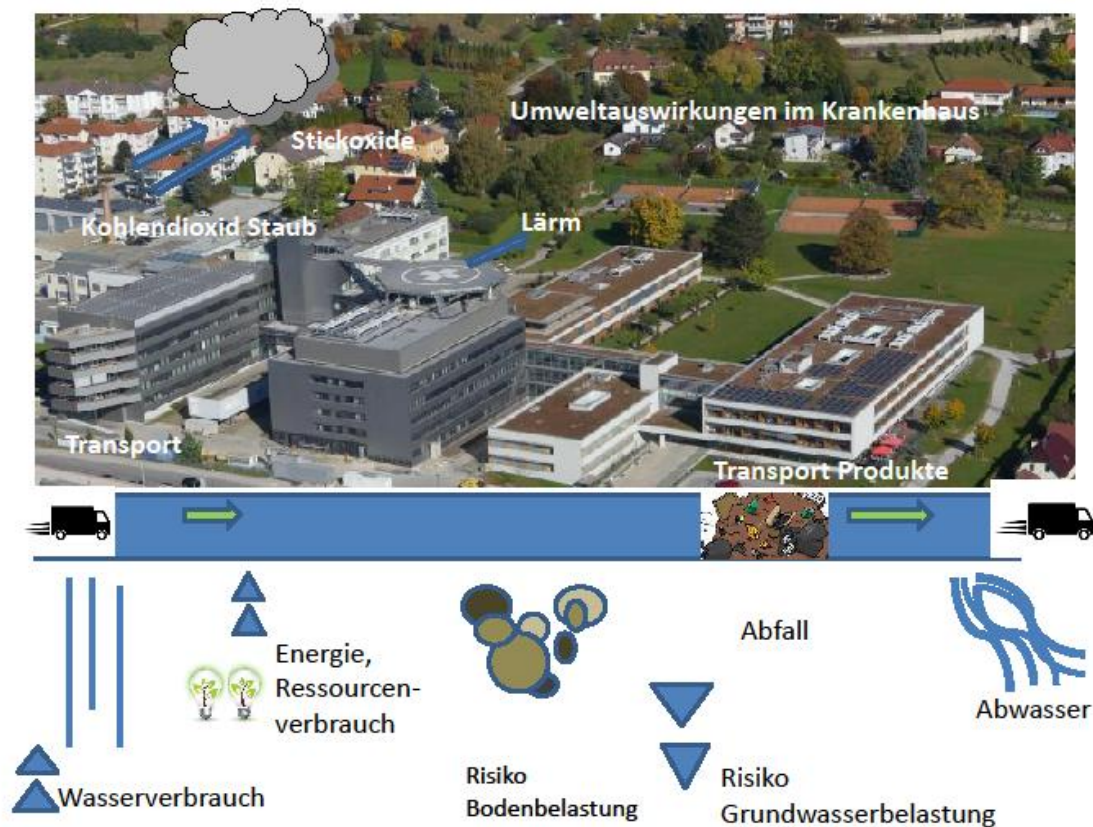 Umweltauswirkungen im Krankenhaus
Stickoxide
Kohlendioxid Staub
Lärm
Transport
Transport Produkte
Energie,
Ressourcen-
verbrauch
Abfall
Abwasser
Wasserverbrauch
Risiko
Bodenbelastung
Risiko
Grundwasserbelastung